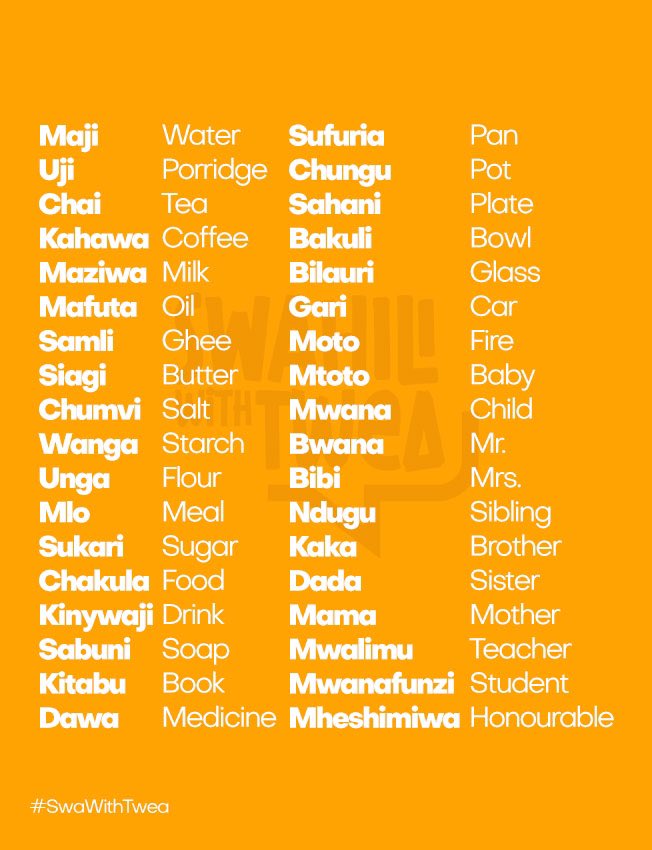 Maji Water Sufuria Pan
Uji Porridge Chungu Pot
Chai Tea Sahani Plate
Kahawa Coffee Bakuli Bowl
Maziwa Milk Bilauri Glass
Mafuta Oil Gari Car
Samli Ghee Moto Fire
Siagi Butter Mtoto Baby
Chumvi Salt Mwana Child
Wanga Starch Bwana Mr.
Unga Flour Bibi Mrs.
Mlo Meal Ndugu Sibling
Sukari Sugar Kaka Brother
Chakula Food Dada Sister
Kinywaji Drink Mama Mother
Sabuni Soap Mwalimu Teacher
Kitabu Book Mwanafunzi Student
Dawa Medicine Mheshimiwa Honourable
SWAHILI
WITH TWEA
#SwaWithTwea